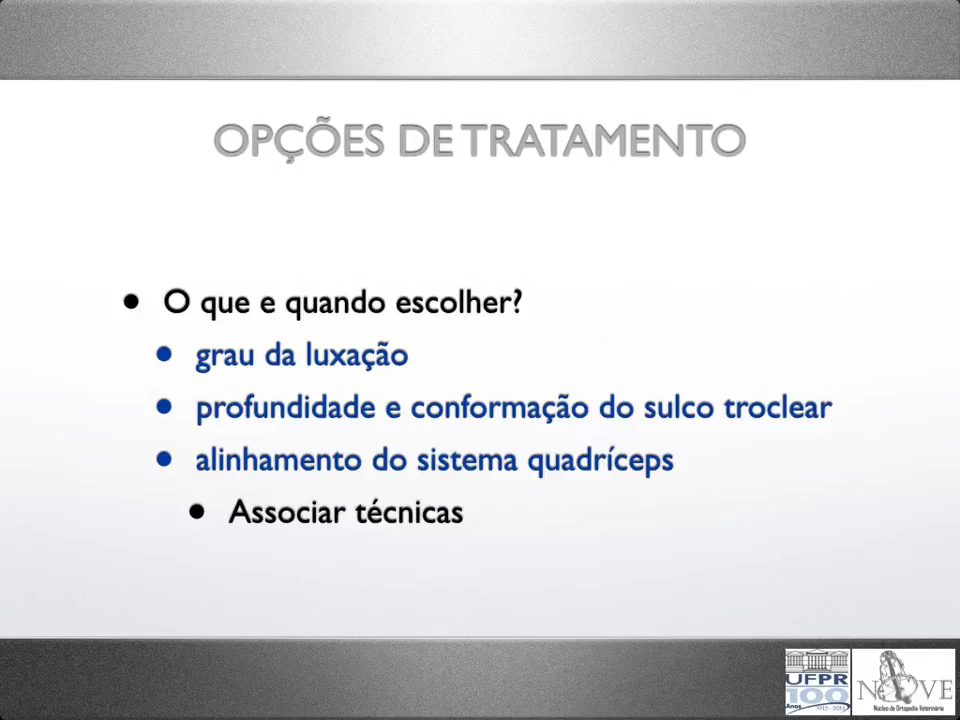 OPÇÕES DE TRATAMENTO
• O que e quando escolher?
• grau da luxação
• profundidade e conformação do sulco troclear
• alinhamento do sistema quadríceps
• Associar técnicas
UFPR
100
Anos 1912 - 2012
NOVE
Núcleo de Ortopedia Veterinária